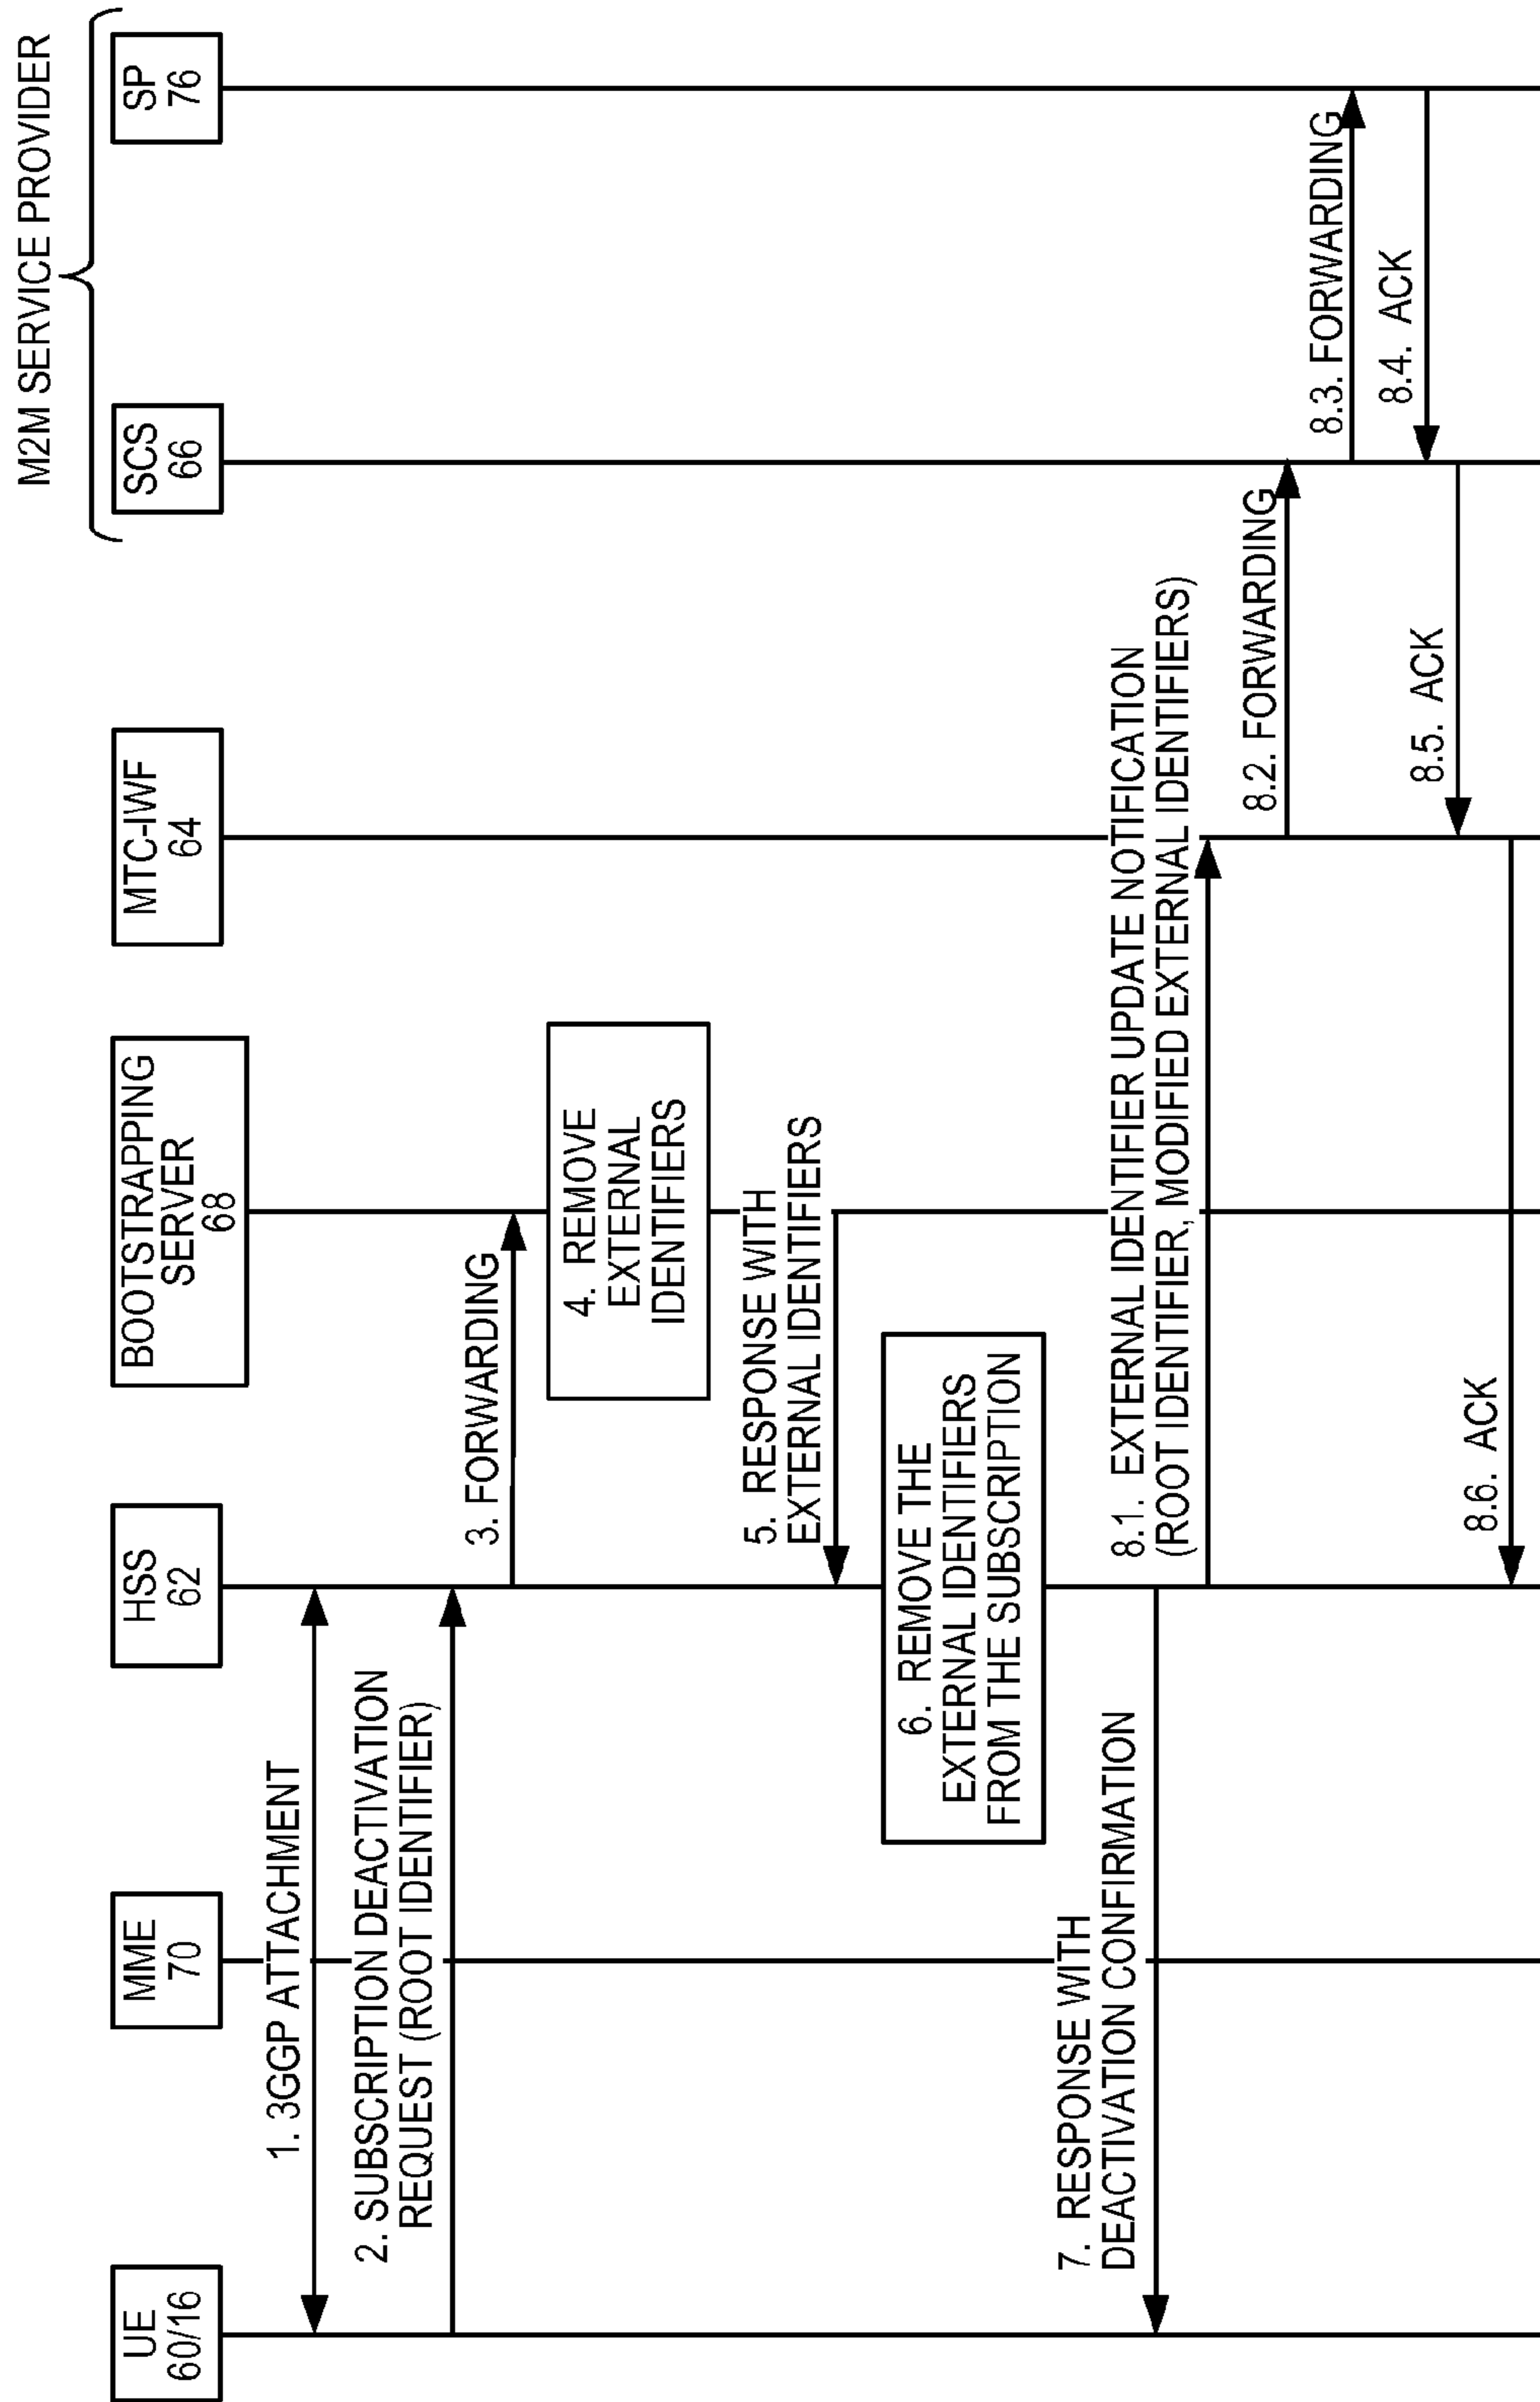 M2M SERVICE PROVIDER
UE
60/16
MME
70
HSS
62
BOOTSTRAPPING
SERVER
68
MTC-IWF
64
SCS
66
SP
76
1. 3GGP ATTACHMENT
2. SUBSCRIPTION DEACTIVATION
REQUEST (ROOT IDENTIFIER)
3. FORWARDING
4. REMOVE
EXTERNAL
IDENTIFIERS
5. RESPONSE WITH
EXTERNAL IDENTIFIERS
6. REMOVE THE
EXTERNAL IDENTIFIERS
FROM THE SUBSCRIPTION
7. RESPONSE WITH
DEACTIVATION CONFIRMATION
8.1. EXTERNAL IDENTIFIER UPDATE NOTIFICATION
(ROOT IDENTIFIER, MODIFIED EXTERNAL IDENTIFIERS)
8.2. FORWARDING
8.3. FORWARDING
8.4. ACK
8.5. ACK
8.6. ACK